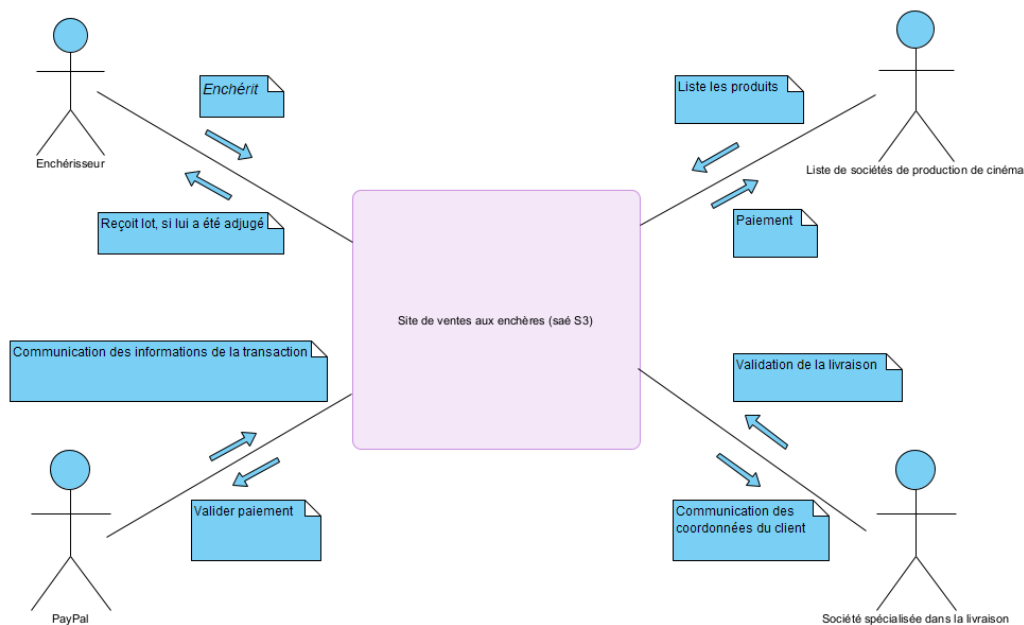 Enchérit
Liste les produits
Enchérisseur
Liste de sociétés de production de cinéma
Reçoit lot, si lui a été adjugé
Paiement
Site de ventes aux enchères (saé S3)
Communication des informations de la transaction
Validation de la livraison
Valider paiement
Communication des
coordonnées du client
PayPal
Société spécialisée dans la livraison